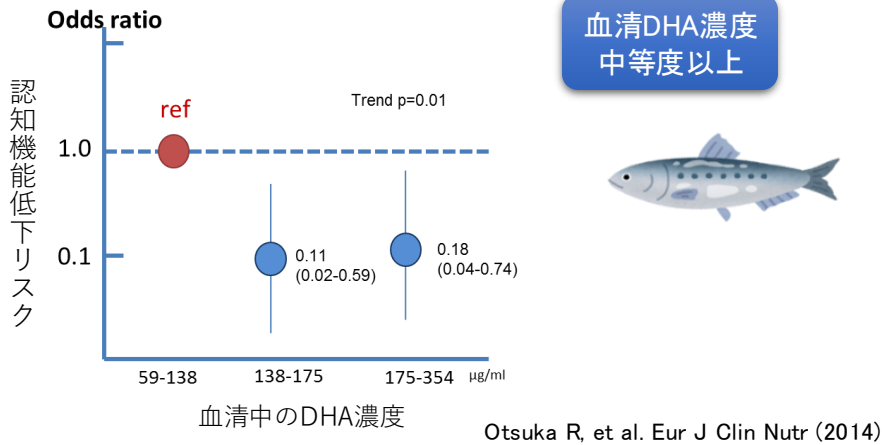 Odds ratio
認知機能低下リスク
ref
Trend p=0.01
1.0
0.1
0.11
(0.02-0.59)
0.18
(0.04-0.74)
59-138
138-175
175-354
μg/ml
血清中のDHA濃度
血清DHA濃度
中等度以上
Otsuka R, et al. Eur J Clin Nutr (2014)